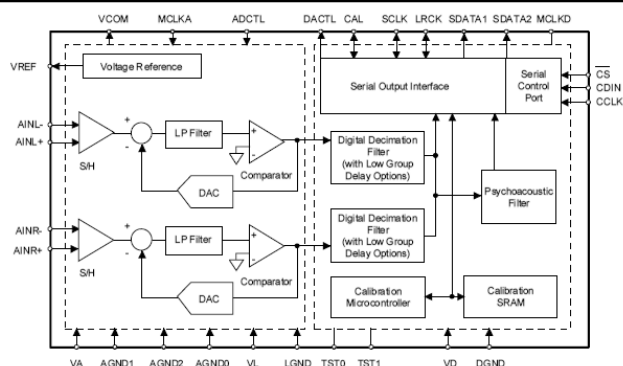 VCOM MCLKA ADCTL DACTL CAL SCLK LRCK SDATA1 SDATA2 MCLKD
VREF
Voltage Reference
Serial Output Interface
Serial
Control
Port
CS
CDIN
CCLK
AINL-
AINL+
S/H
+
-
LP Filter
+
-
Comparator
DAC
Digital Decimation
Filter
(with Low Group
Delay Options)
Psychoacoustic
Filter
AINR-
AINR+
S/H
+
-
LP Filter
+
-
Comparator
DAC
Digital Decimation
Filter
(with Low Group
Delay Options)
Calibration
Microcontroller
Calibration
SRAM
VA AGND1 AGND2 AGND0 VL LGND TST0 TST1 VD DGND